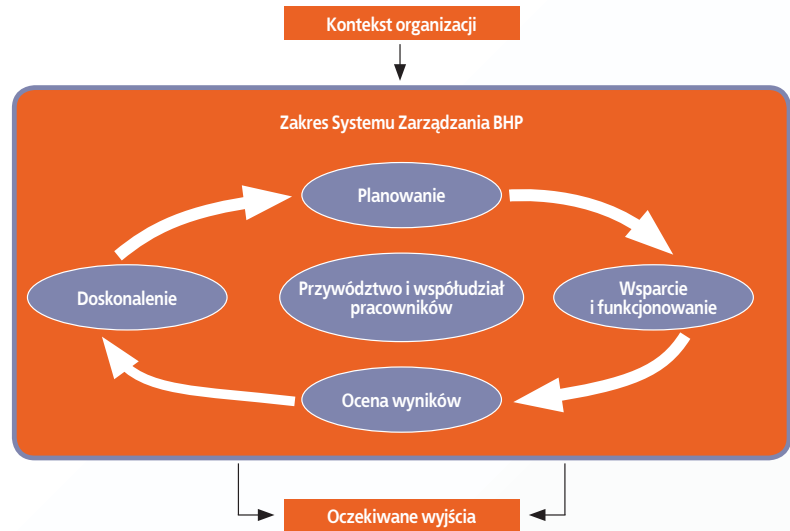 Kontekst organizacji
Zakres Systemu Zarządzania BHP
Planowanie
Doskonalenie
Przywództwo i współudział
pracowników
Wsparcie
i funkcjonowanie
Ocena wyników
Oczekiwane wyjścia